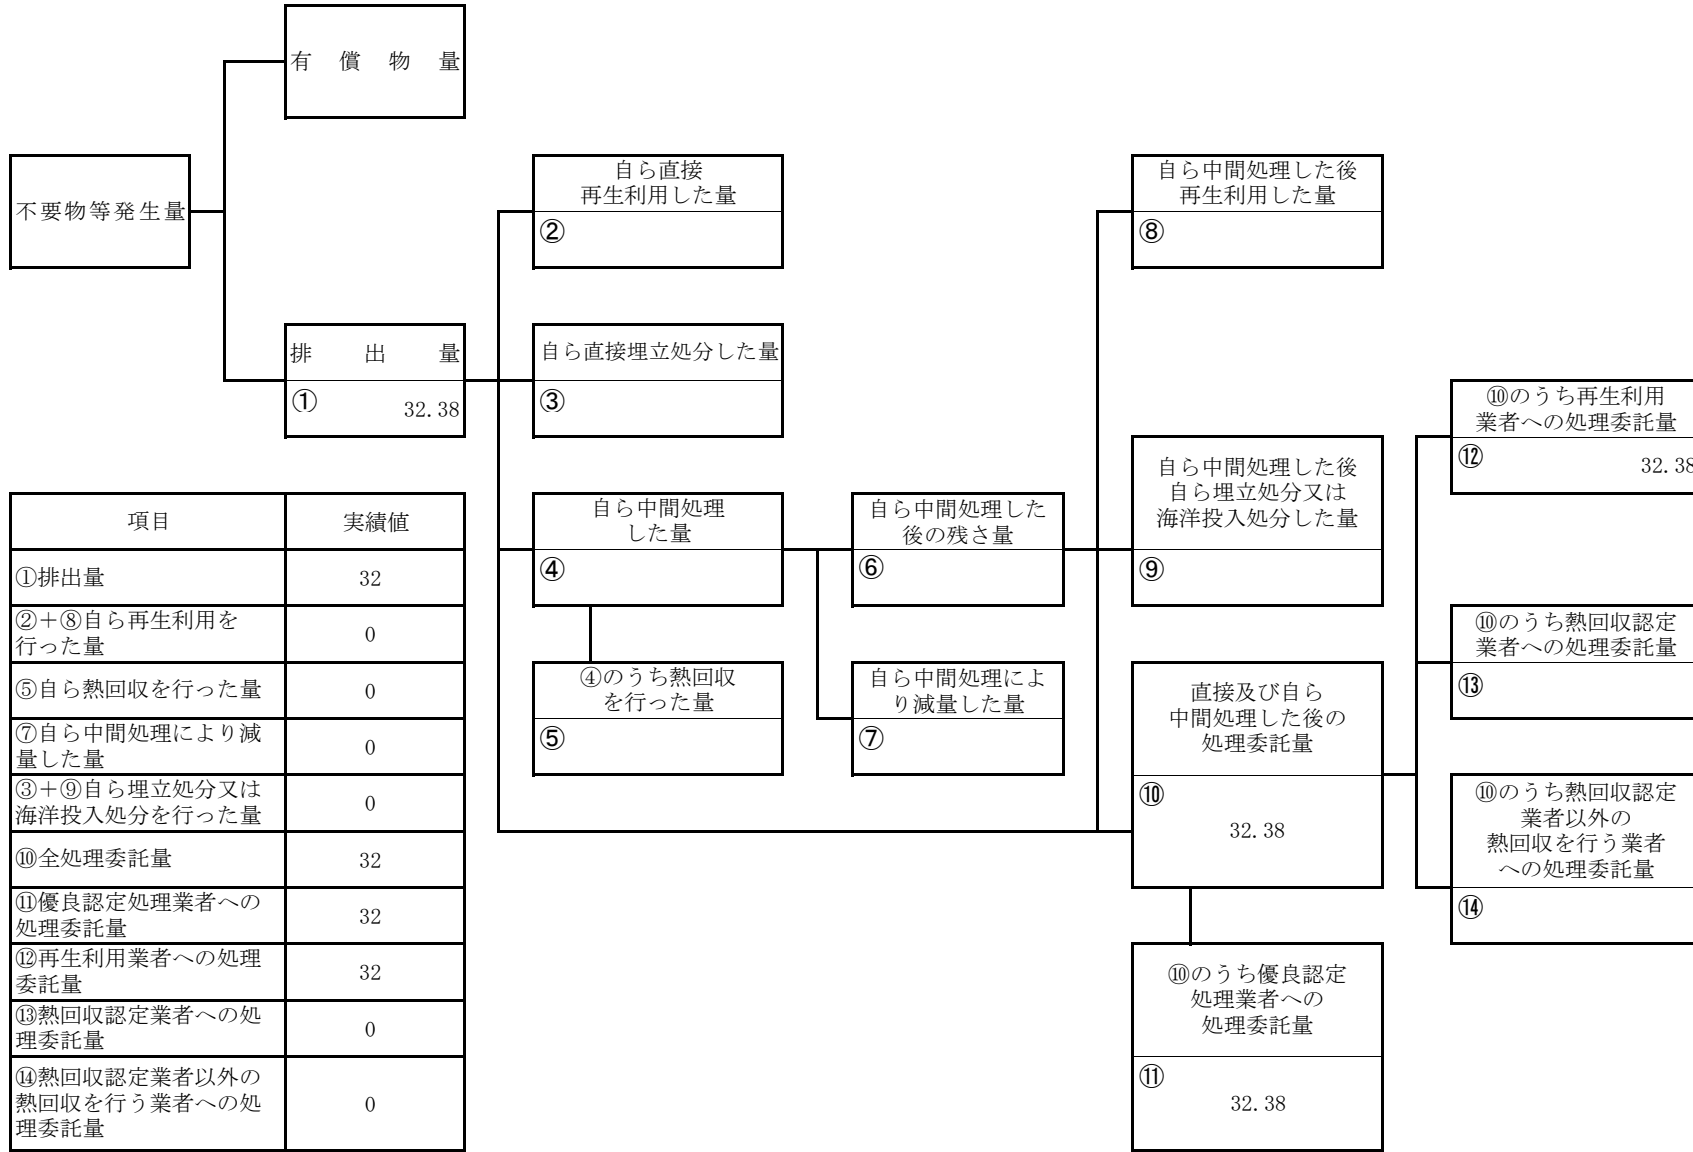 有償物量
不要物等発生量
自ら直接
再生利用した量
②
自ら中間処理した後
再生利用した量
⑧
排出量
① 32.38
自ら直接埋立処分した量
③
⑩のうち再生利用
業者への処理委託量
⑫ 32.38
自ら中間処理した後
自ら埋立処分又は
海洋投入処分した量
⑨
自ら中間処理
した量
④
自ら中間処理した
後の残さ量
⑥
⑩のうち熱回収認定
業者への処理委託量
⑬
④のうち熱回収
を行った量
⑤
自ら中間処理によ
り減量した量
⑦
直接及び自ら
中間処理した後の
処理委託量
⑩
32.38
⑩のうち熱回収認定
業者以外の
熱回収を行う業者
への処理委託量
⑭
⑩のうち優良認定
処理業者への
処理委託量
⑪
32.38
項目 実績値
①排出量 32
②+⑧自ら再生利用を
行った量 0
⑤自ら熱回収を行った量 0
⑦自ら中間処理により減
量した量 0
③+⑨自ら埋立処分又は
海洋投入処分を行った量 0
⑩全処理委託量 32
⑪優良認定処理業者への
処理委託量 32
⑫再生利用業者への処理
委託量 32
⑬熱回収認定業者への処
理委託量 0
⑭熱回収認定業者以外の
熱回収を行う業者への処
理委託量 0